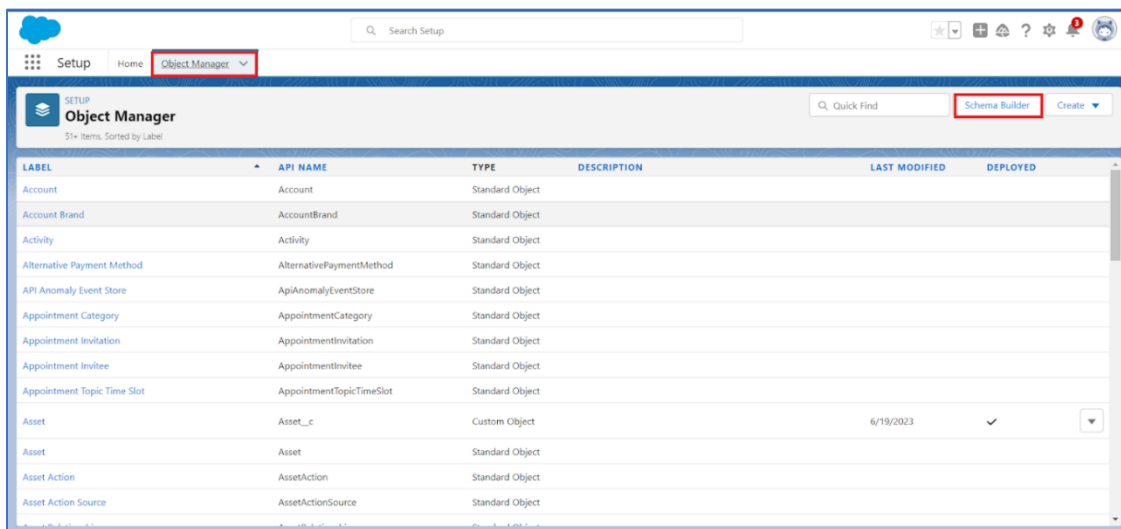 Search Setup
3
Setup Home Object Manager
SETUP
Object Manager
51+ Items, Sorted by Label
Quick Find
Schema Builder
Create
LABEL API NAME TYPE DESCRIPTION LAST MODIFIED DEPLOYED
Account Account Standard Object
Account Brand AccountBrand Standard Object
Activity Activity Standard Object
Alternative Payment Method AlternativePaymentMethod Standard Object
API Anomaly Event Store ApiAnomalyEventStore Standard Object
Appointment Category AppointmentCategory Standard Object
Appointment Invitation AppointmentInvitation Standard Object
Appointment Invitee AppointmentInvitee Standard Object
Appointment Topic Time Slot AppointmentTopicTimeSlot Standard Object
Asset Asset__c Custom Object 6/19/2023
Asset Asset Standard Object
Asset Action AssetAction Standard Object
Asset Action Source AssetActionSource Standard Object